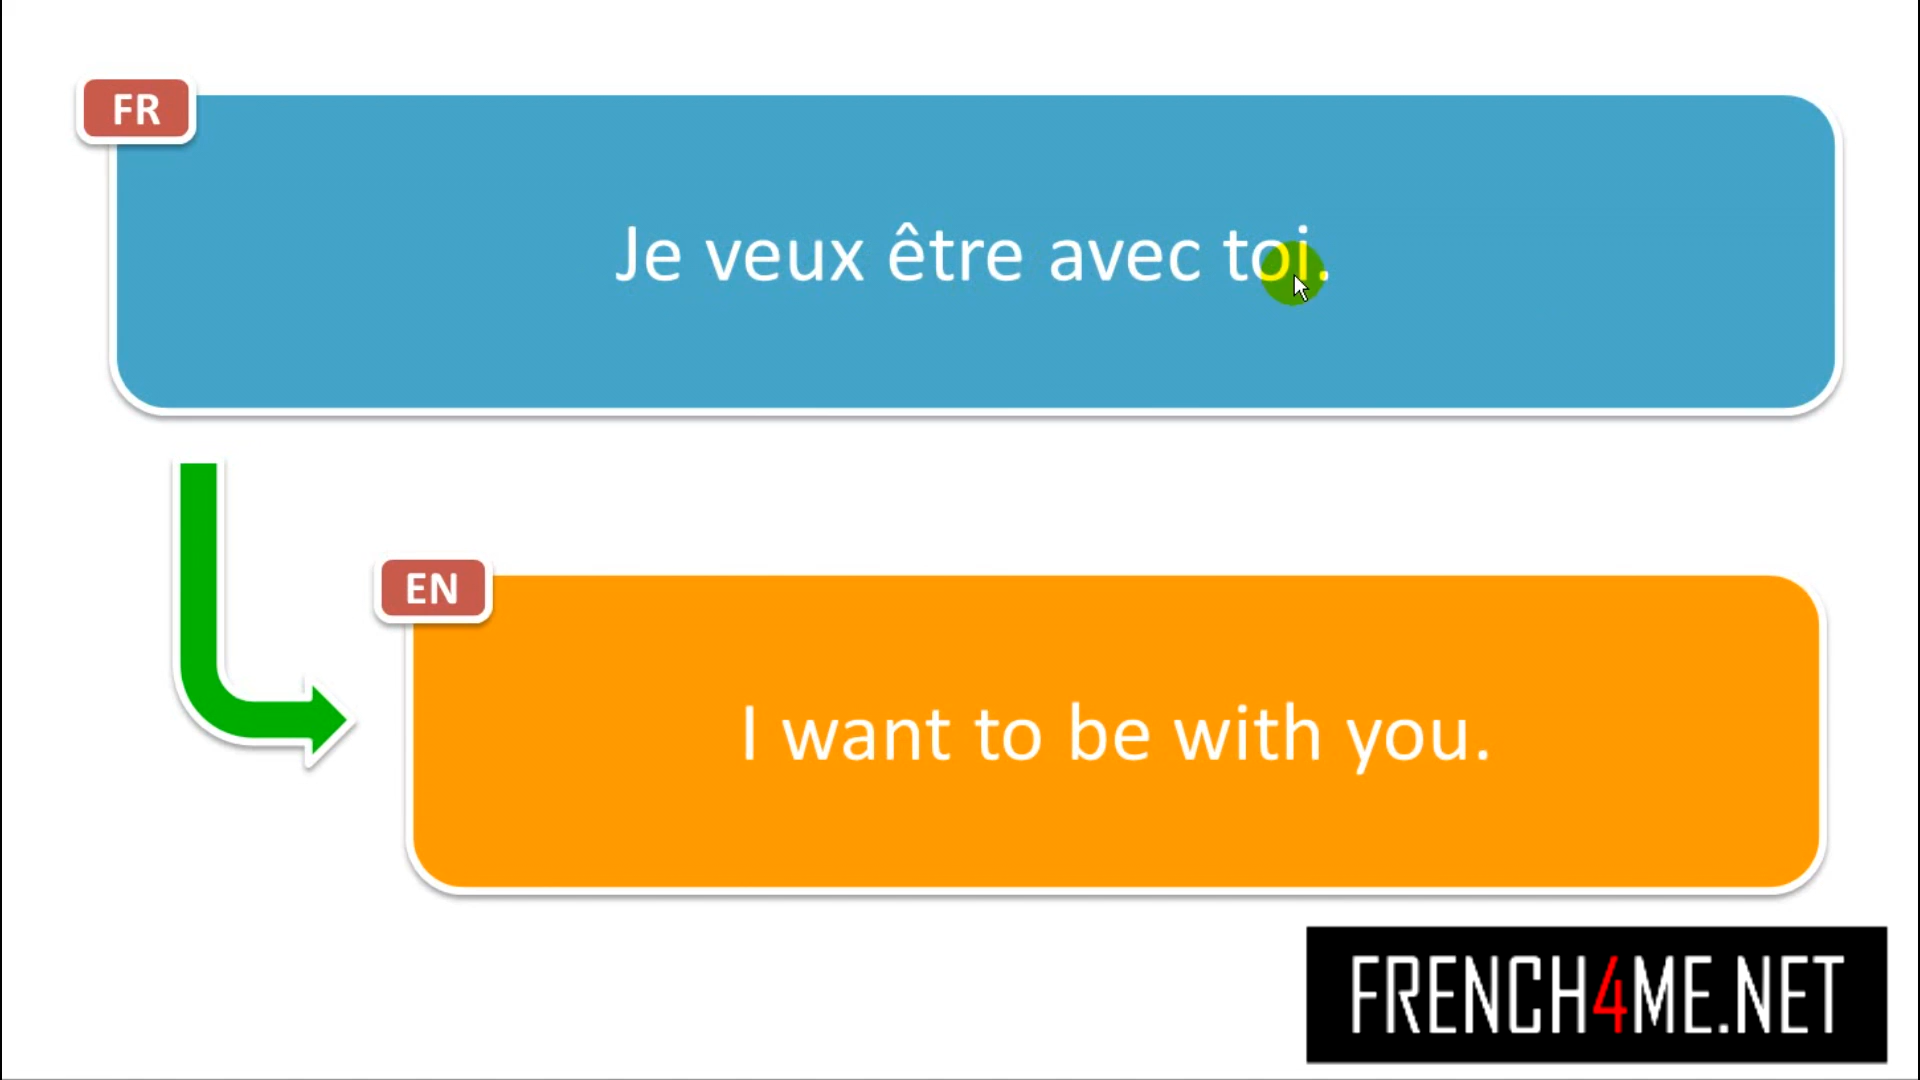 FR
Je veux être avec toi.
EN
I want to be with you.
FRENCH4ME.NET